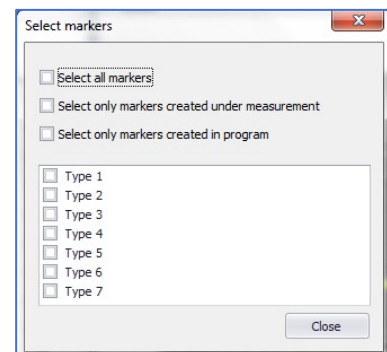 Select markers
Select all markers
Select only markers created under measurement
Select only markers created in program
Type 1
Type 2
Type 3
Type 4
Type 5
Type 6
Type 7
Close